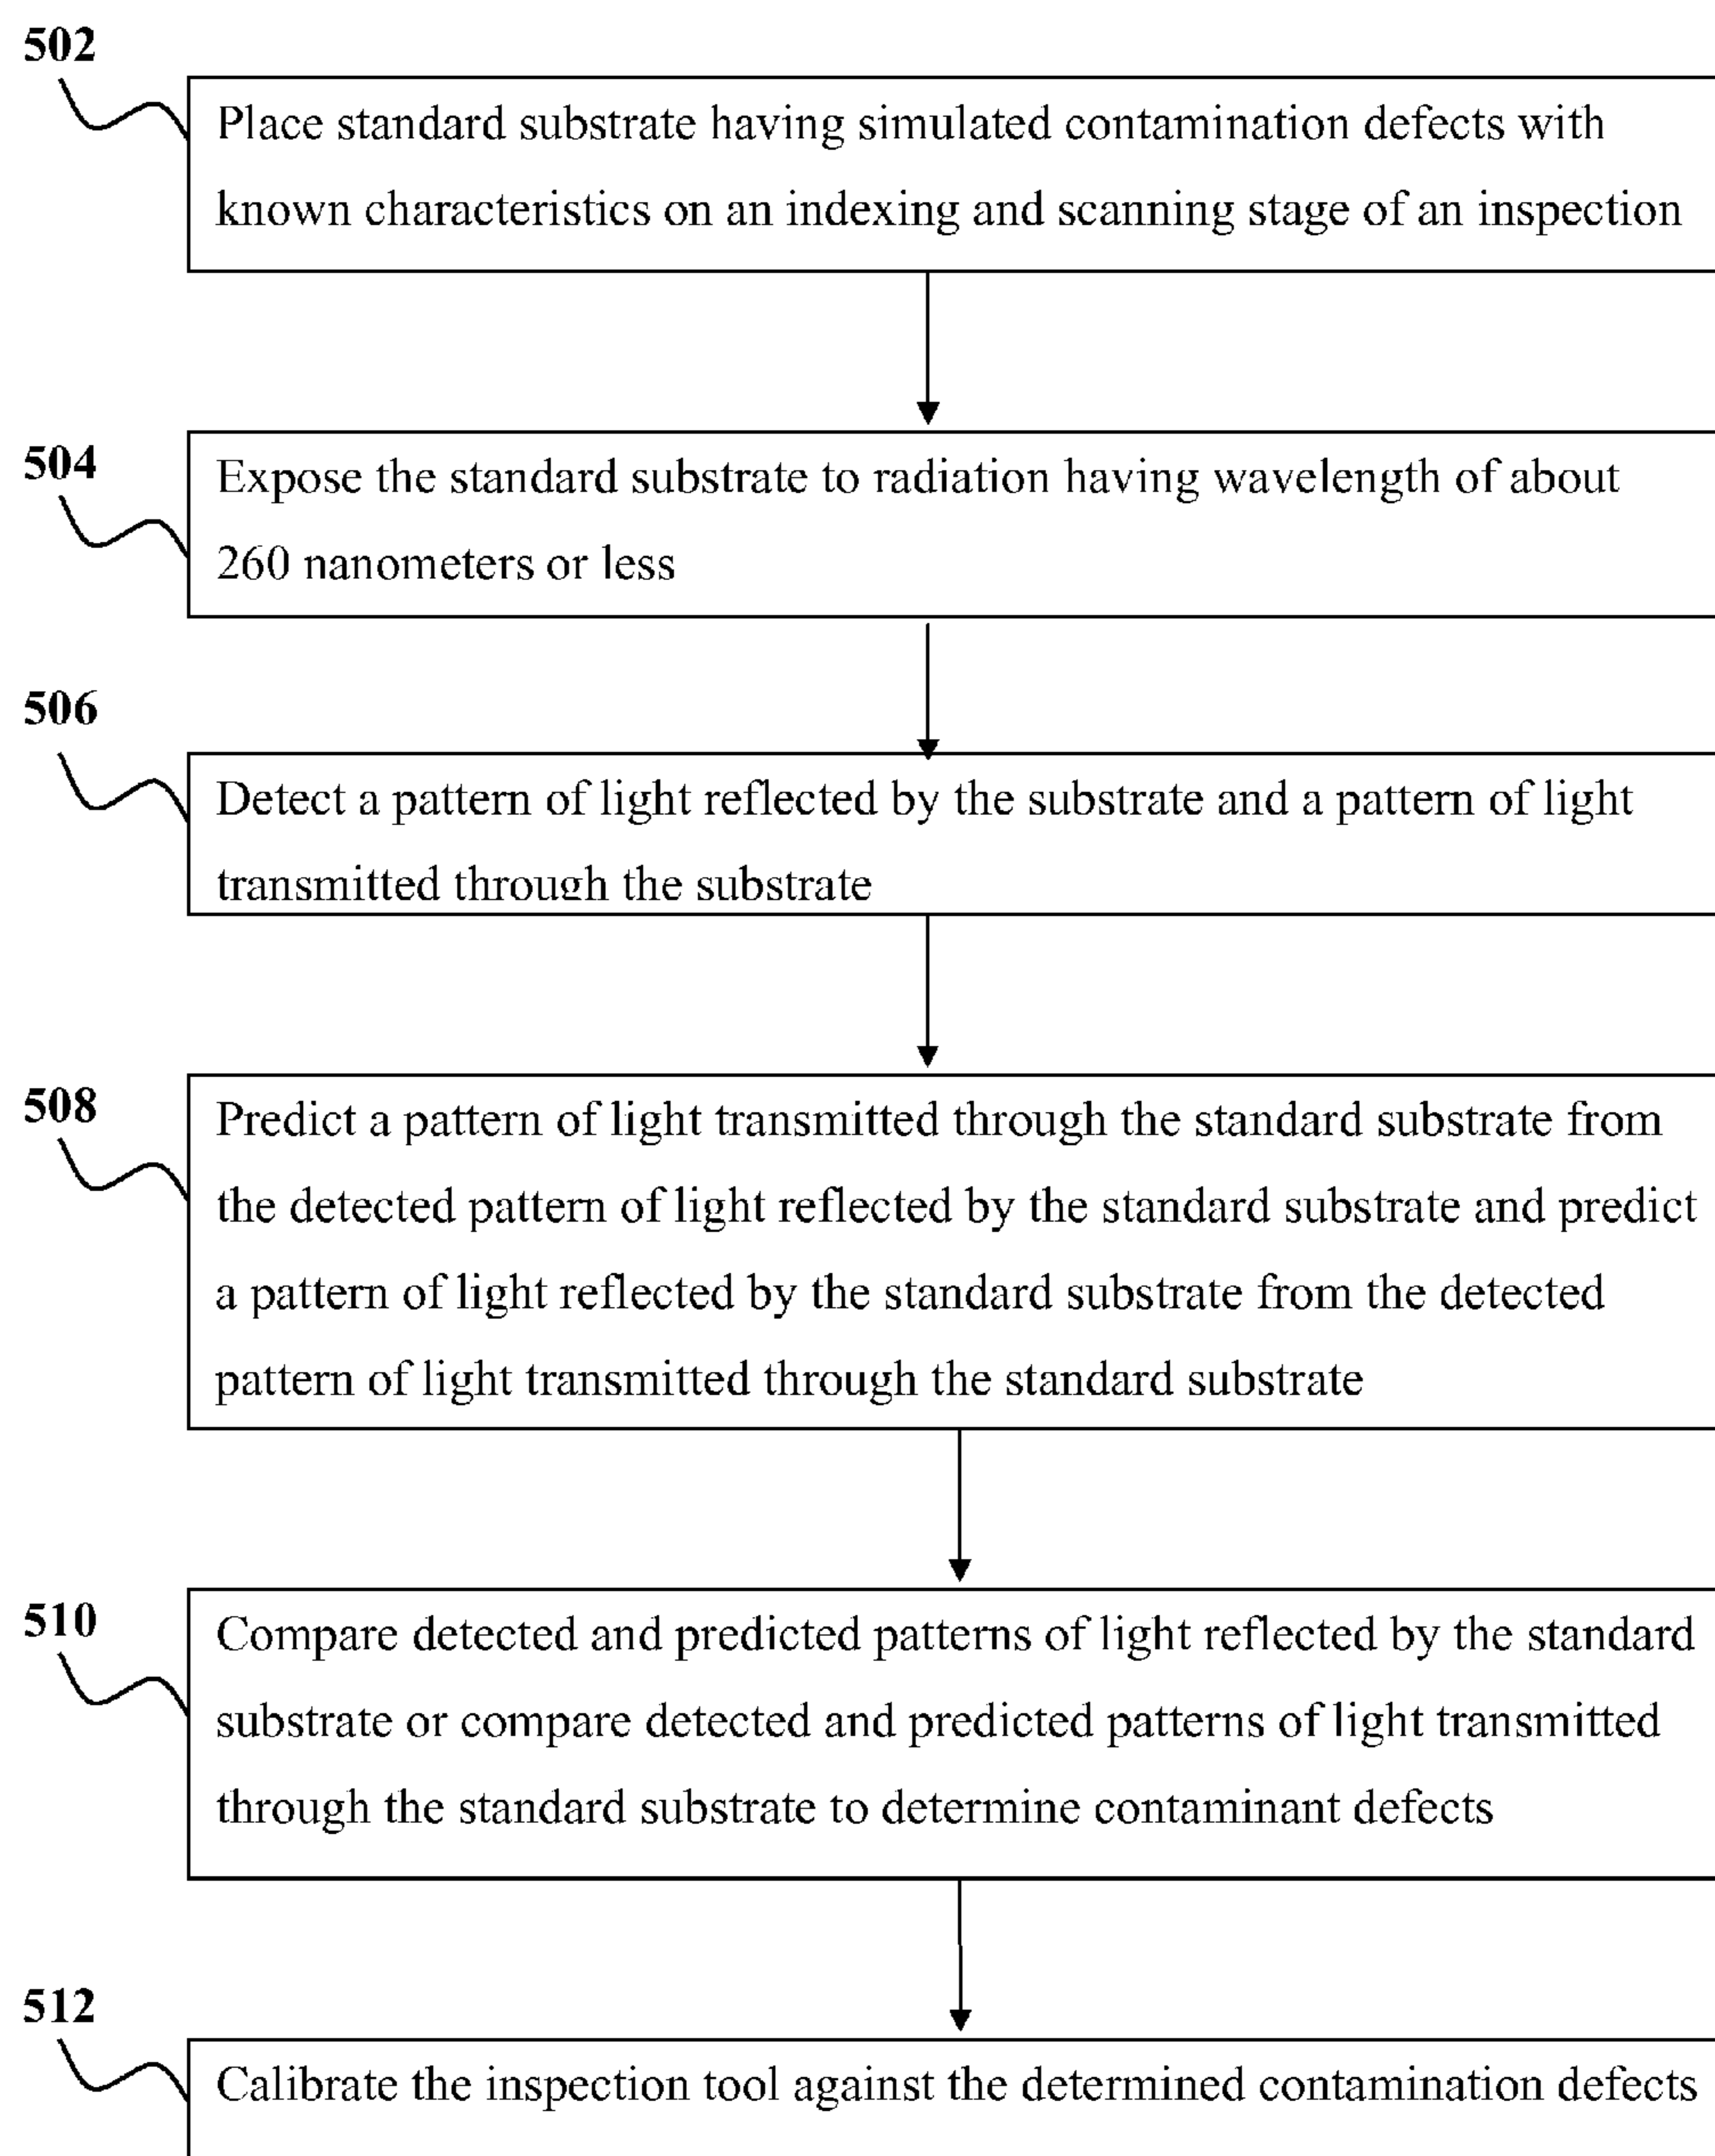 502
Place standard substrate having simulated contamination defects with
known characteristics on an indexing and scanning stage of an inspection
504
Expose the standard substrate to radiation having wavelength of about
260 nanometers or less
506
Detect a pattern of light reflected by the substrate and a pattern of light
transmitted through the substrate
508
Predict a pattern of light transmitted through the standard substrate from
the detected pattern of light reflected by the standard substrate and predict
a pattern of light reflected by the standard substrate from the detected
pattern of light transmitted through the standard substrate
510
Compare detected and predicted patterns of light reflected by the standard
substrate or compare detected and predicted patterns of light transmitted
through the standard substrate to determine contaminant defects
512
Calibrate the inspection tool against the determined contamination defects